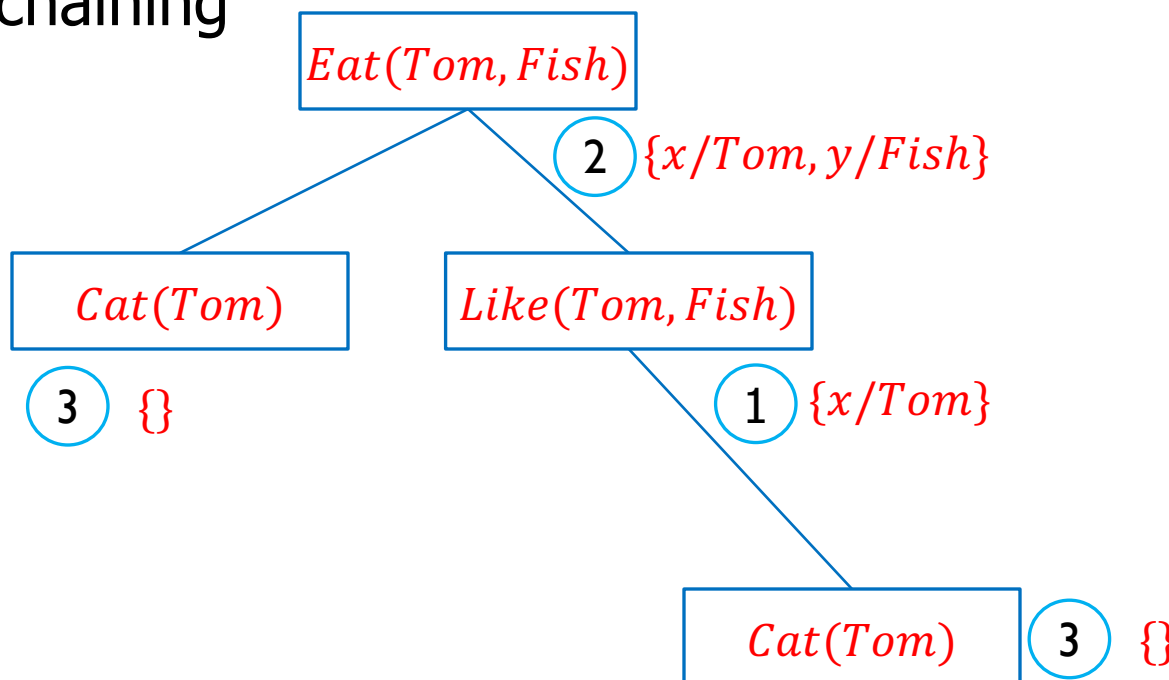 chaining
Eat(Tom, Fish)
2 {x/Tom, y/Fish}
Cat(Tom) Like(Tom, Fish)
3 {} 1 {x/Tom}
Cat(Tom) 3 {}